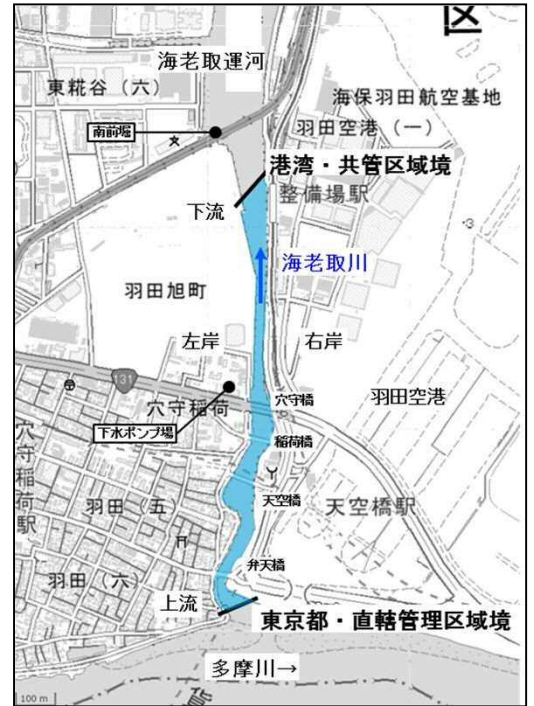 区
海老取運河
東糀谷（六）
海保羽田航空基地
南前堀
羽田空港（一）
港湾・共管区域境
整備場駅
下流
3
海老取川
羽田旭町
左岸
右岸
131
羽田空港
穴守橋
穴守稲荷
下水ポンプ場
稲荷橋
穴守稲荷駅
羽田（五）
天空橋
天空橋駅
弁天橋
羽田（六）
上流
東京都・直轄管理区域境
多摩川→
貨
100 m